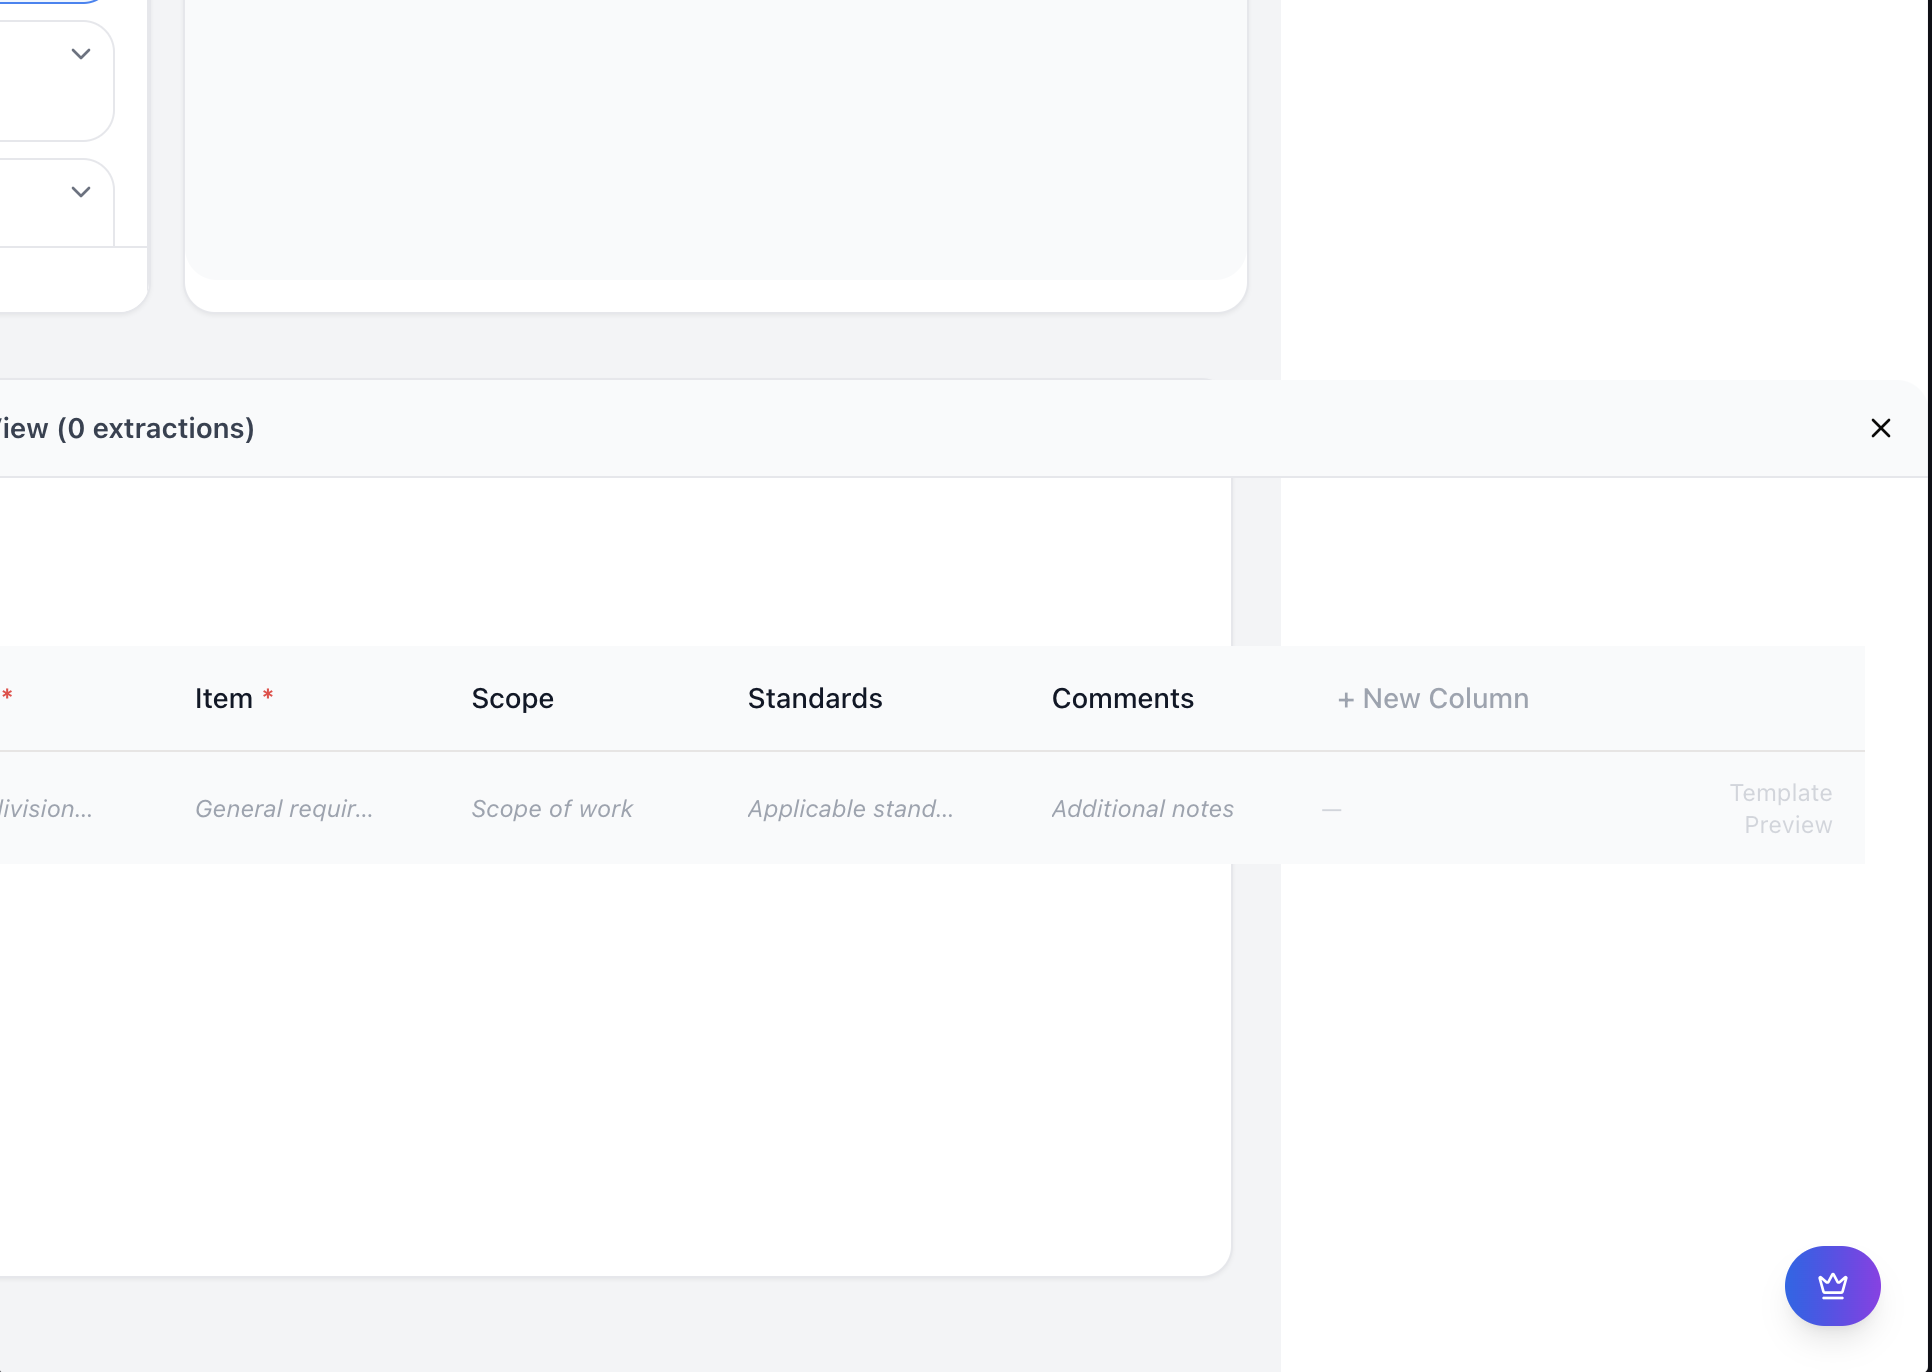 iew (0 extractions)
* Item * Scope Standards Comments + New Column
ivision... General requir... Scope of work Applicable stand... Additional notes — Template
Preview